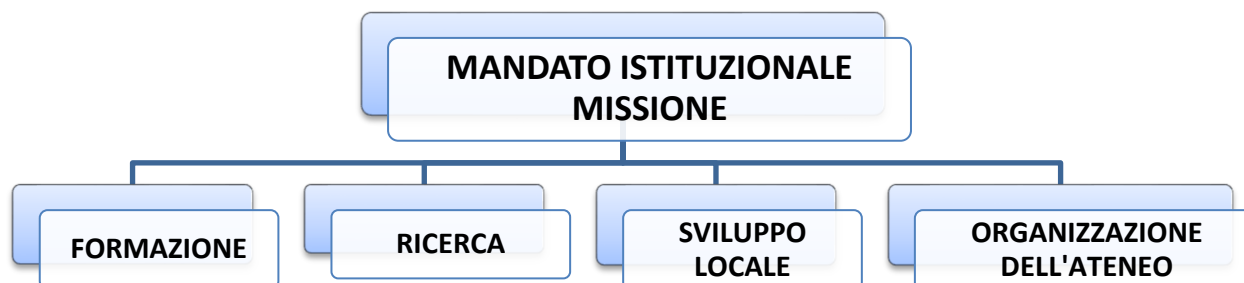 MANDATO ISTITUZIONALE
MISSIONE
FORMAZIONE
RICERCA
SVILUPPO
LOCALE
ORGANIZZAZIONE
DELL'ATENEO